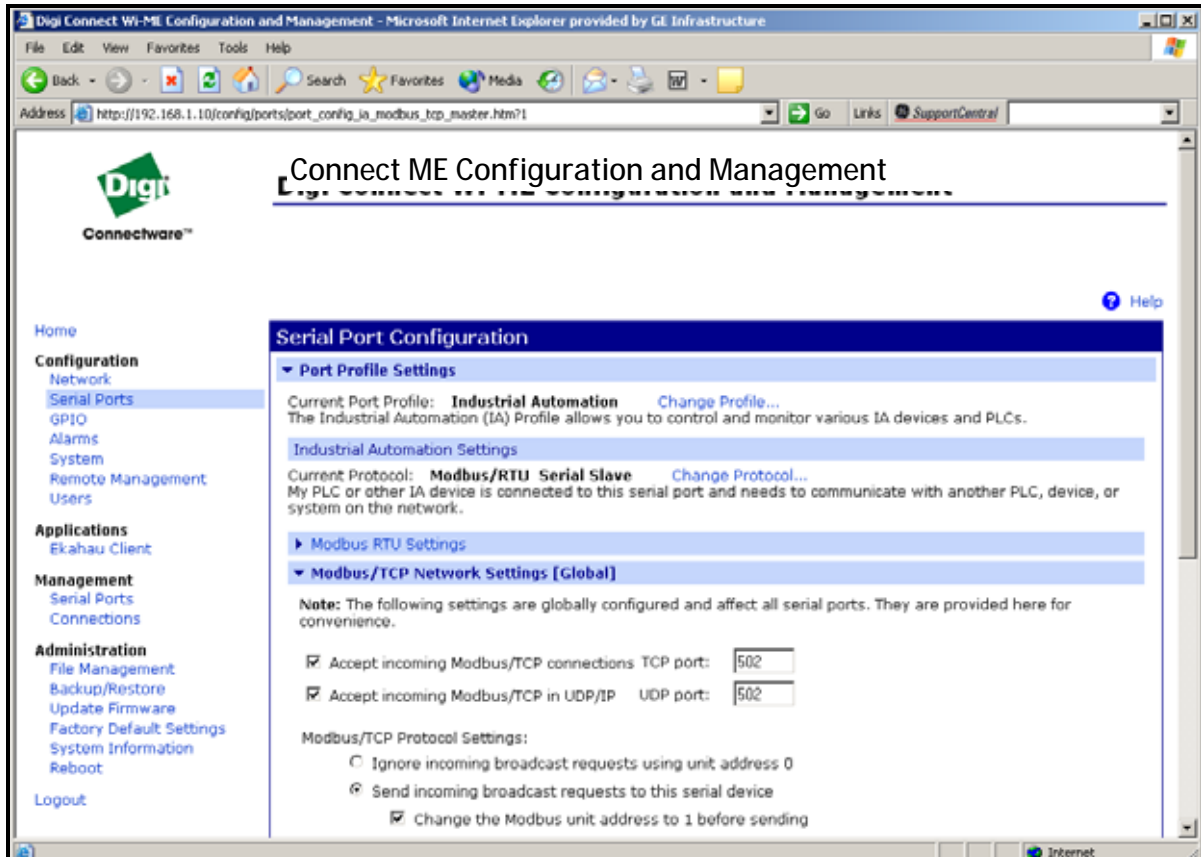 Digi Connect Wi-ME Configuration and Management - Microsoft Internet Explorer provided by GE Infrastructure
File Edit View Favorites Tools Help
Back Search Favorites Media
Address http://192.168.1.10/config/ports/port_config_ia_modbus_tcp_master.htm?1 Go Links SupportCentral
Digi
Connectware™
Connect ME Configuration and Management
Digi Connect Wi-ME Configuration and Management
Help
Home
Configuration
Network
Serial Ports
GPIO
Alarms
System
Remote Management
Users
Applications
Ekahau Client
Management
Serial Ports
Connections
Administration
File Management
Backup/Restore
Update Firmware
Factory Default Settings
System Information
Reboot
Logout
Serial Port Configuration
Port Profile Settings
Current Port Profile: Industrial Automation Change Profile...
The Industrial Automation (IA) Profile allows you to control and monitor various IA devices and PLCs.
Industrial Automation Settings
Current Protocol: Modbus/RTU Serial Slave Change Protocol...
My PLC or other IA device is connected to this serial port and needs to communicate with another PLC, device, or
system on the network.
Modbus RTU Settings
Modbus/TCP Network Settings [Global]
Note: The following settings are globally configured and affect all serial ports. They are provided here for
convenience.
Accept incoming Modbus/TCP connections TCP port: 502
Accept incoming Modbus/TCP in UDP/IP UDP port: 502
Modbus/TCP Protocol Settings:
Ignore incoming broadcast requests using unit address 0
Send incoming broadcast requests to this serial device
Change the Modbus unit address to 1 before sending
Internet